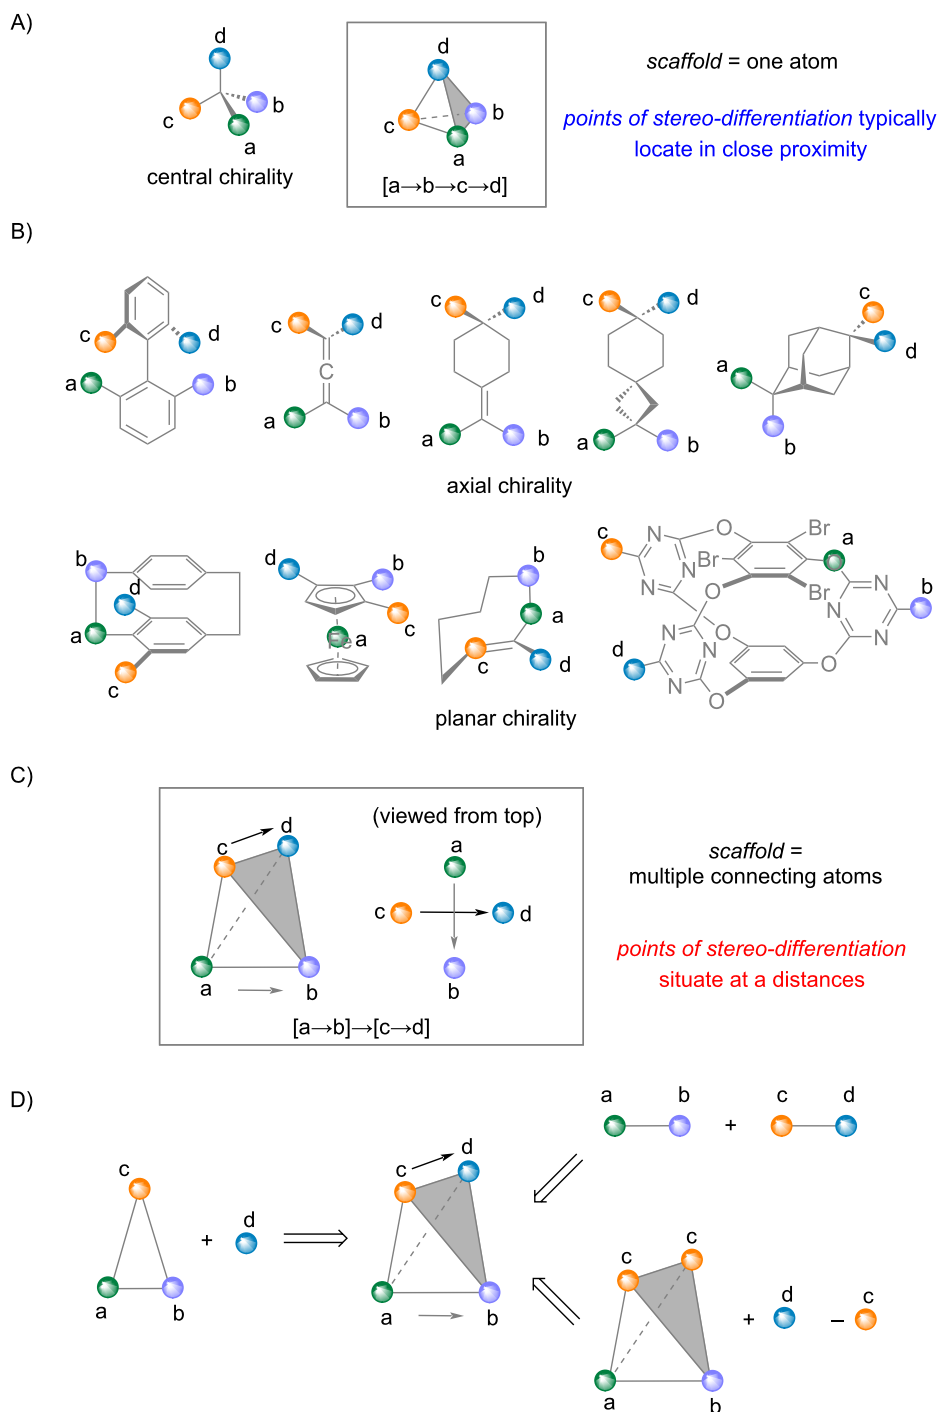 A)
d
c
b
a
central chirality
d
c
b
a
[a→b→c→d]
scaffold = one atom
points of stereo-differentiation typically
locate in close proximity
B)
c
d
a
b
c
d
C
a
b
c
d
a
b
c
d
a
b
c
d
a
b
axial chirality
b
d
a
c
d
b
c
a
Fe
b
a
c
d
c
a
b
d
O
Br
Br
Br
N
N
N
N
N
N
N
N
N
O
O
O
O
O
planar chirality
C)
c
d
a
b
(viewed from top)
a
c
d
b
[a→b]→[c→d]
scaffold =
multiple connecting atoms
points of stereo-differentiation
situate at a distances
D)
a
b
+
c
d
c
a
b
+
d
c
d
a
b
c
c
a
b
+
d
–
c